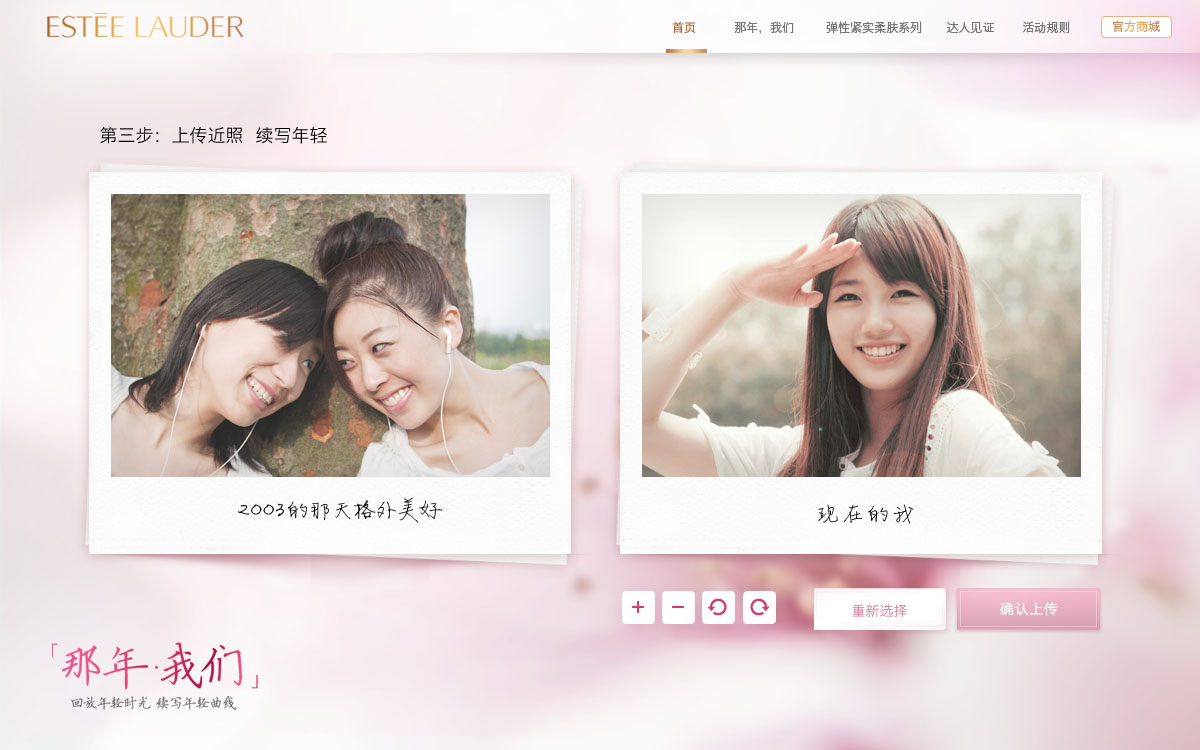 ESTĒE LAUDER
首页 那年，我们 弹性紧实柔肤系列 达人见证 活动规则 官方商城
第三步：上传近照 续写年轻
2003的那天格外美好
现在的我
重新选择 确认上传
「那年·我们」
回放年轻时光 续写年轻曲线